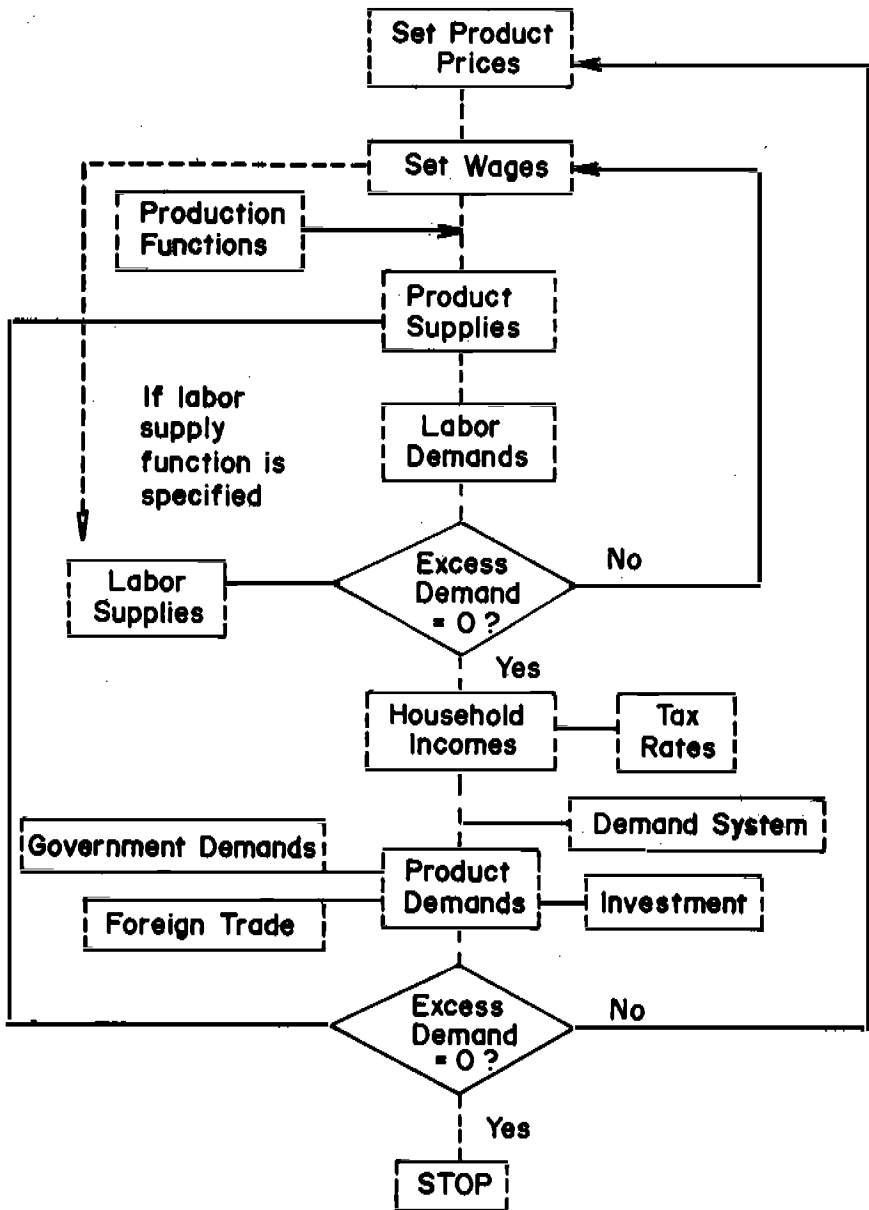 Set Product
Prices
Set Wages
Production
Functions
Product
Supplies
If labor
supply
function is
specified
Labor
Demands
Labor
Supplies
Excess
Demand
= O ?
No
Yes
Household
Incomes
Tax
Rates
Demand System
Government Demands
Product
Demands
Investment
Foreign Trade
Excess
Demand
= O ?
No
Yes
STOP